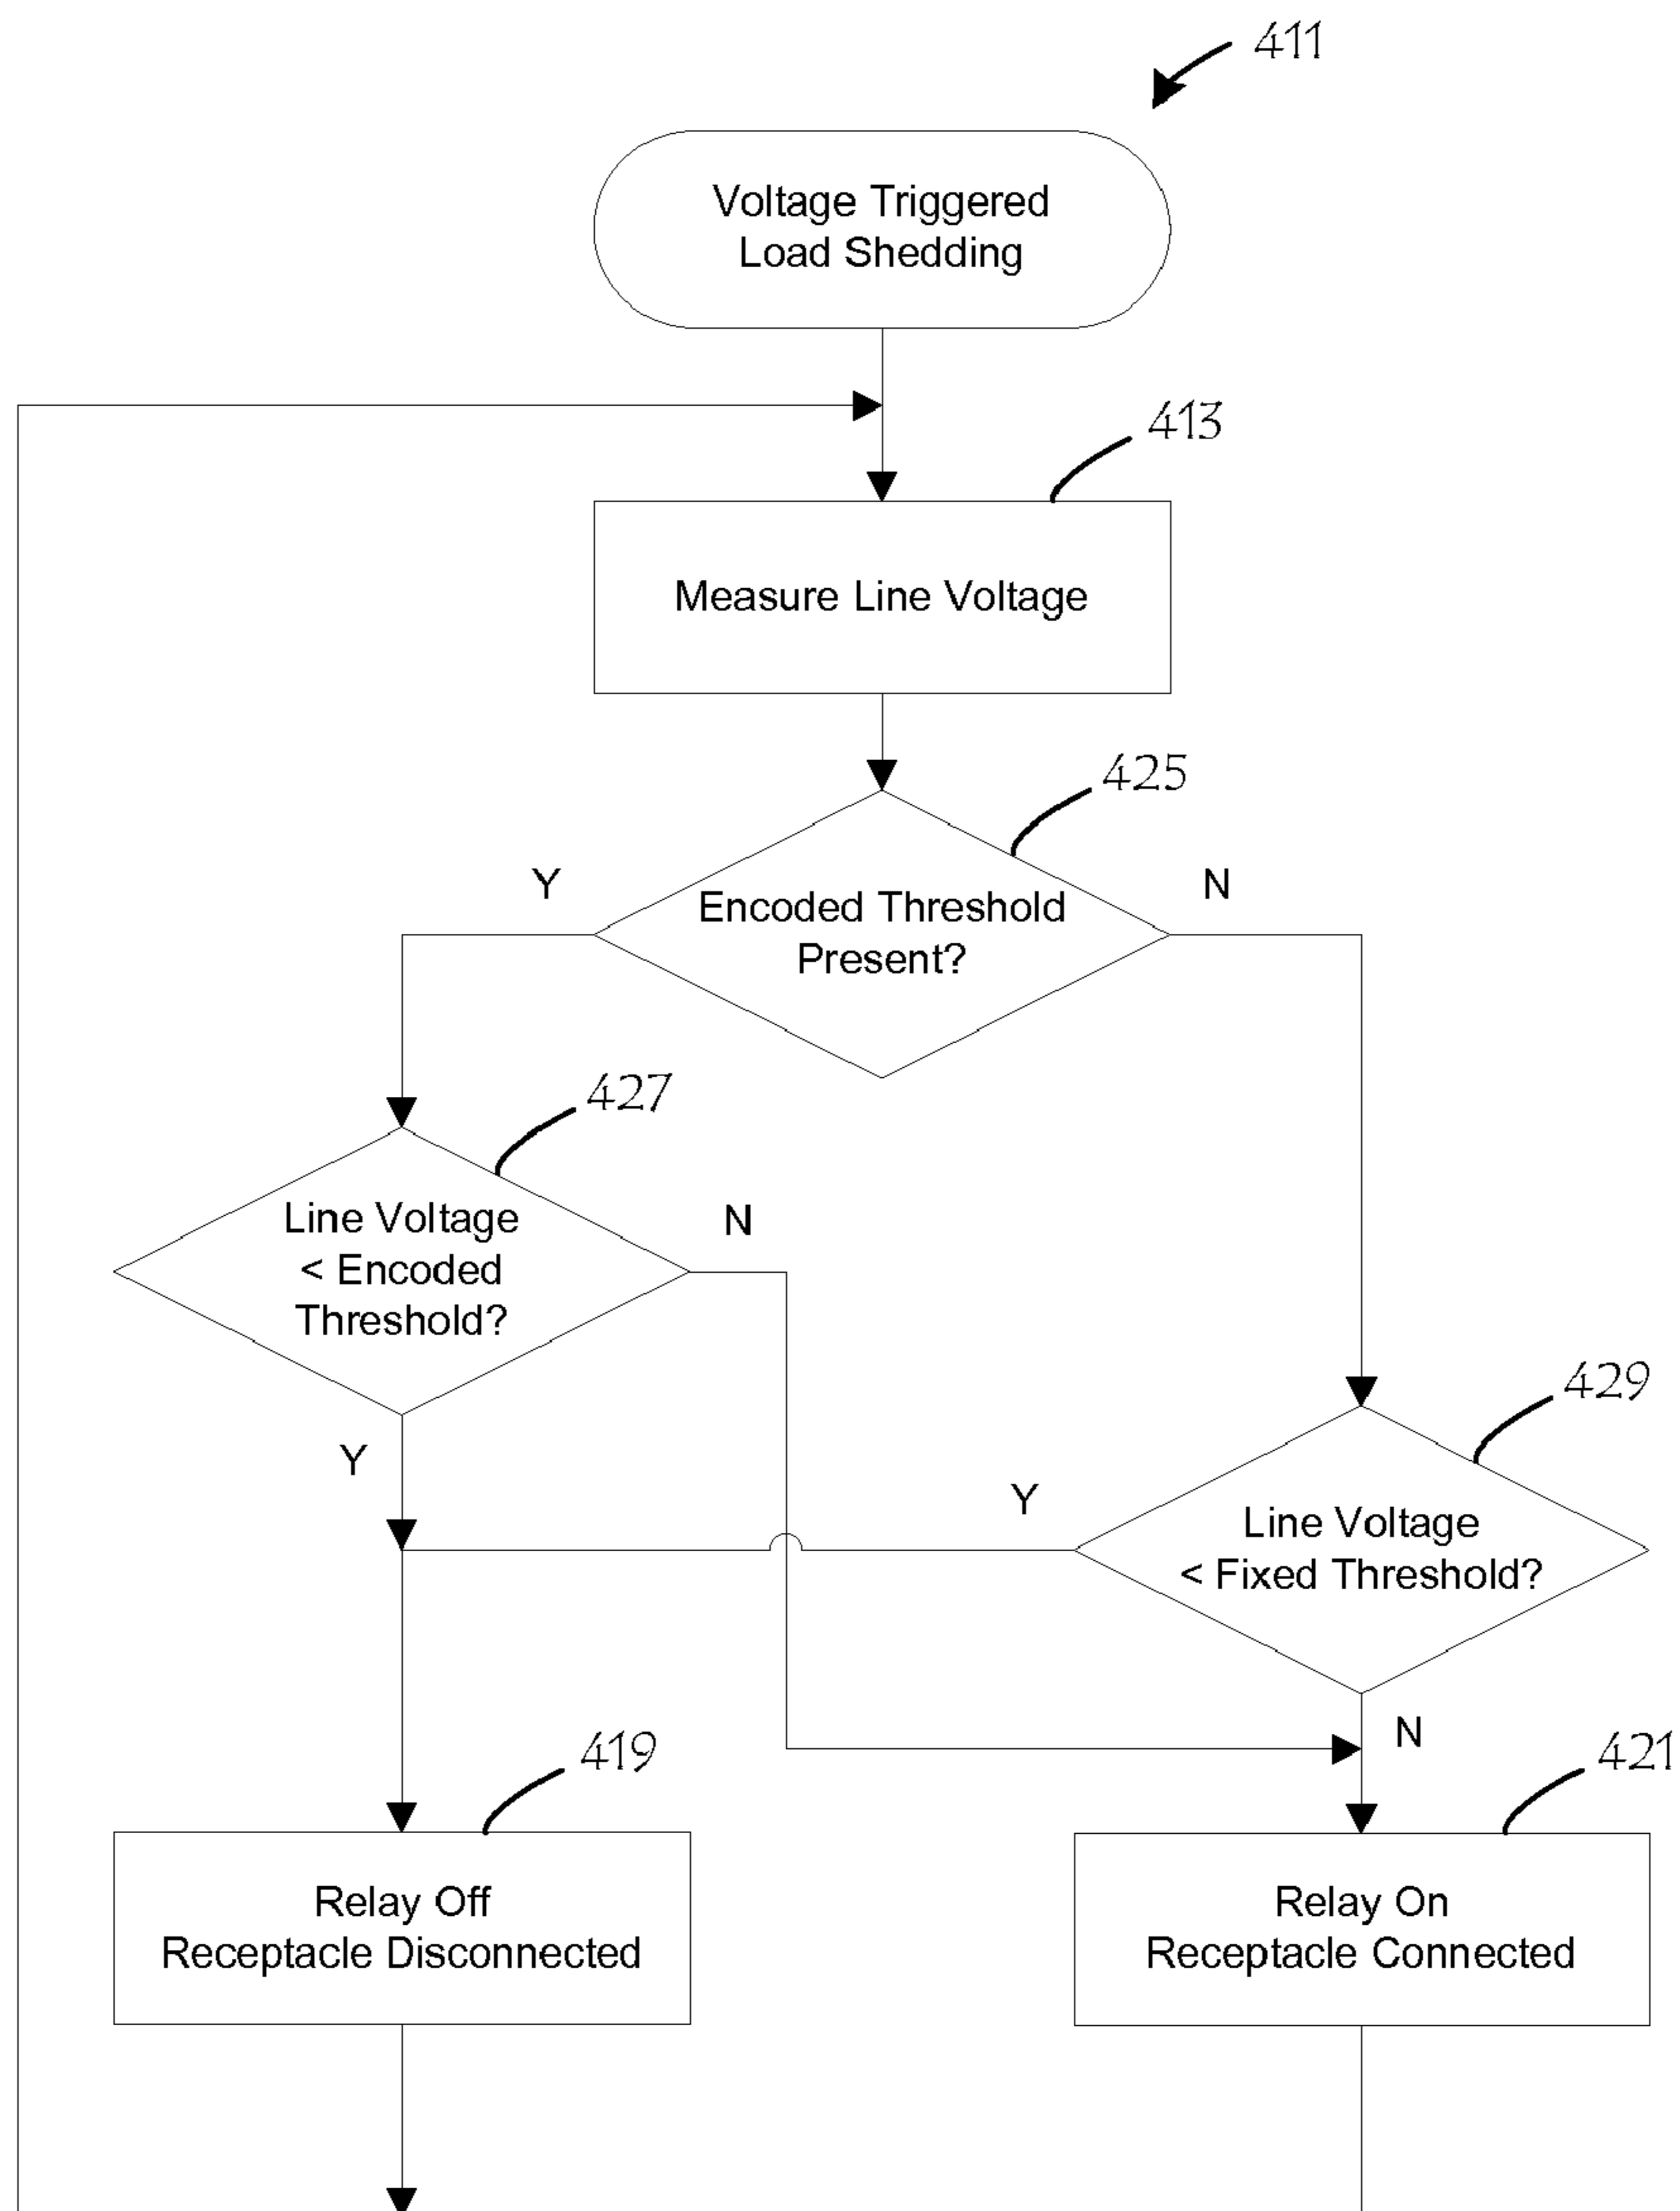 411
Voltage Triggered
Load Shedding
413
Measure Line Voltage
425
Y
N
Encoded Threshold
Present?
427
Line Voltage
< Encoded
Threshold?
N
429
Y
Y
Line Voltage
< Fixed Threshold?
N
419
421
Relay Off
Receptacle Disconnected
Relay On
Receptacle Connected